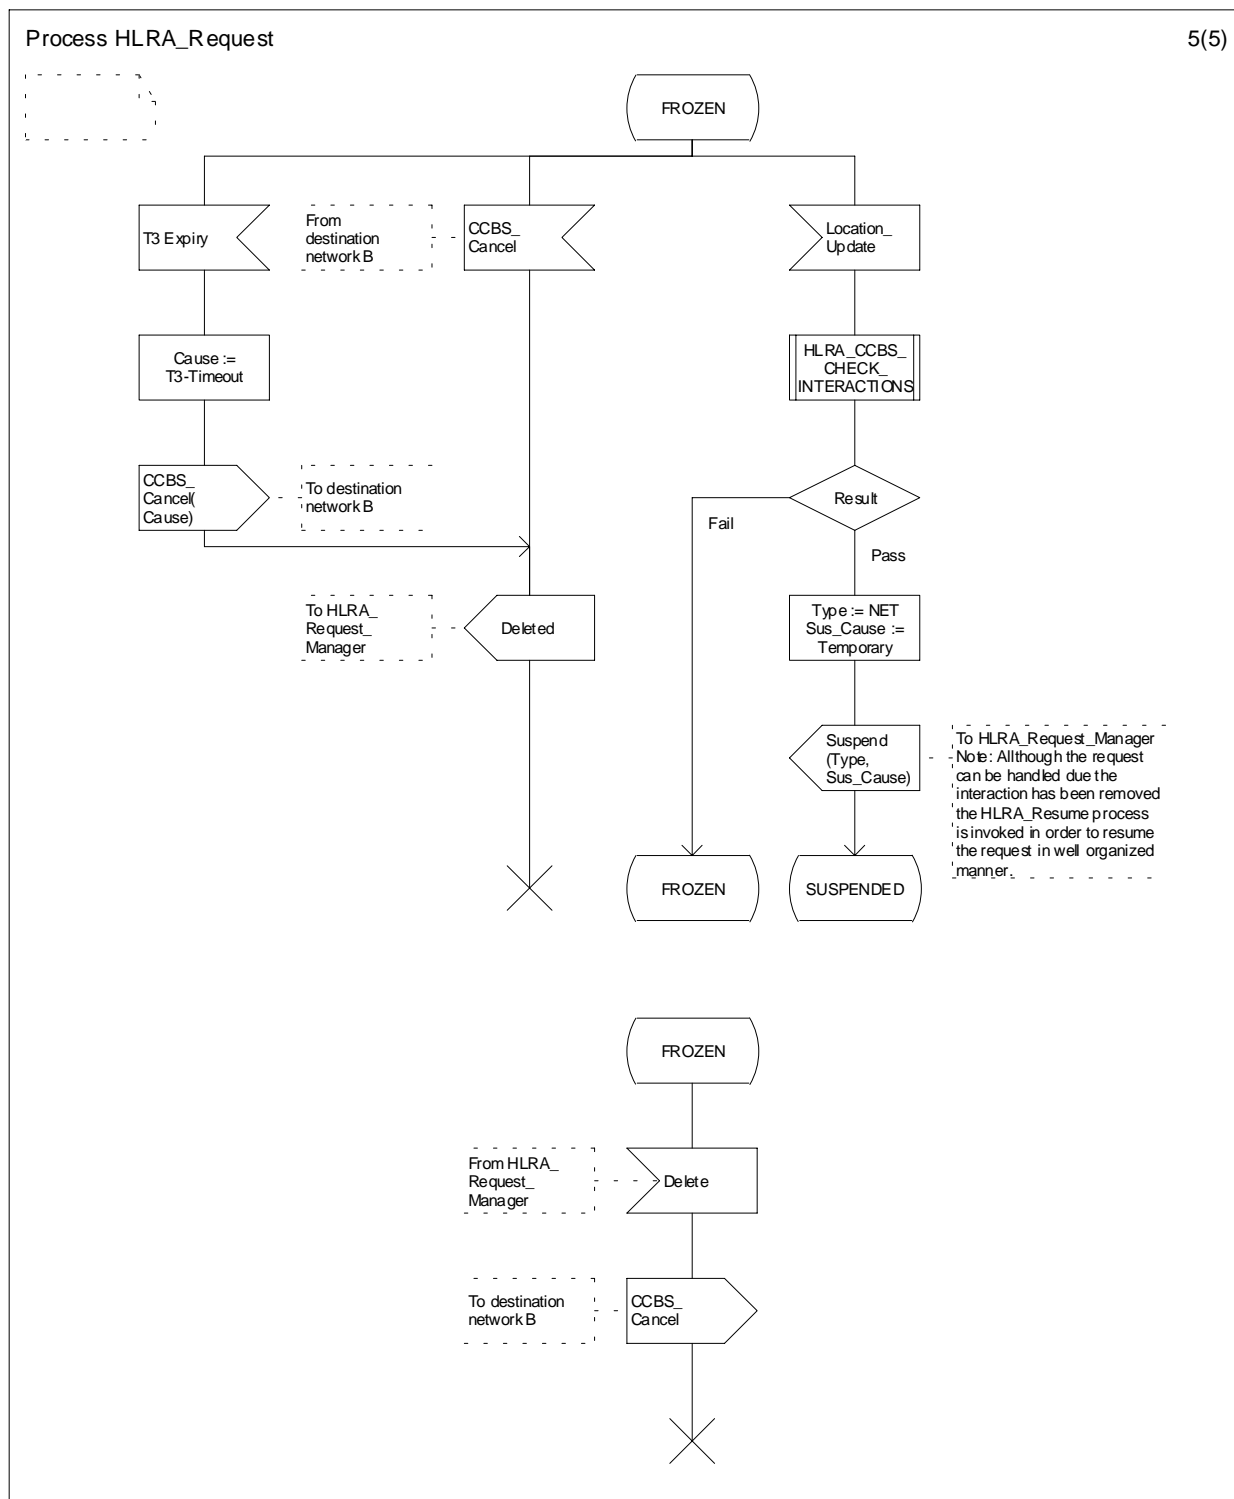 Process HLRA_Request
5(5)
FROZEN
T3 Expiry
From
destination
network B
CCBS_
Cancel
Location_
Update
Cause :=
T3-Timeout
HLRA_CCBS_
CHECK_
INTERACTIONS
CCBS_
Cancel(
Cause)
To destination
network B
Result
Fail
Pass
To HLRA_
Request_
Manager
Deleted
Type := NET
Sus_Cause :=
Temporary
Suspend
(Type,
Sus_Cause)
To HLRA_Request_Manager
Note: Allthough the request
can be handled due the
interaction has been removed
the HLRA_Resume process
is invoked in order to resume
the request in well organized
manner.
FROZEN
SUSPENDED
FROZEN
From HLRA_
Request_
Manager
Delete
To destination
network B
CCBS_
Cancel